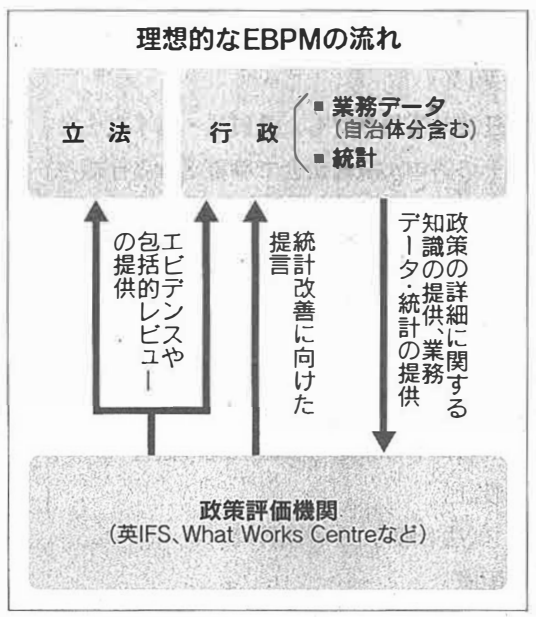 理想的なEBPMの流れ
立 法
行 政
■ 業務データ
(自治体分含む)
■ 統計
エビデンスや
包括的レビュー
の提供
統計改善に向けた
提言
政策の詳細に関する
知識の提供、業務
データ・統計の提供
政策評価機関
(英IFS、What Works Centreなど)